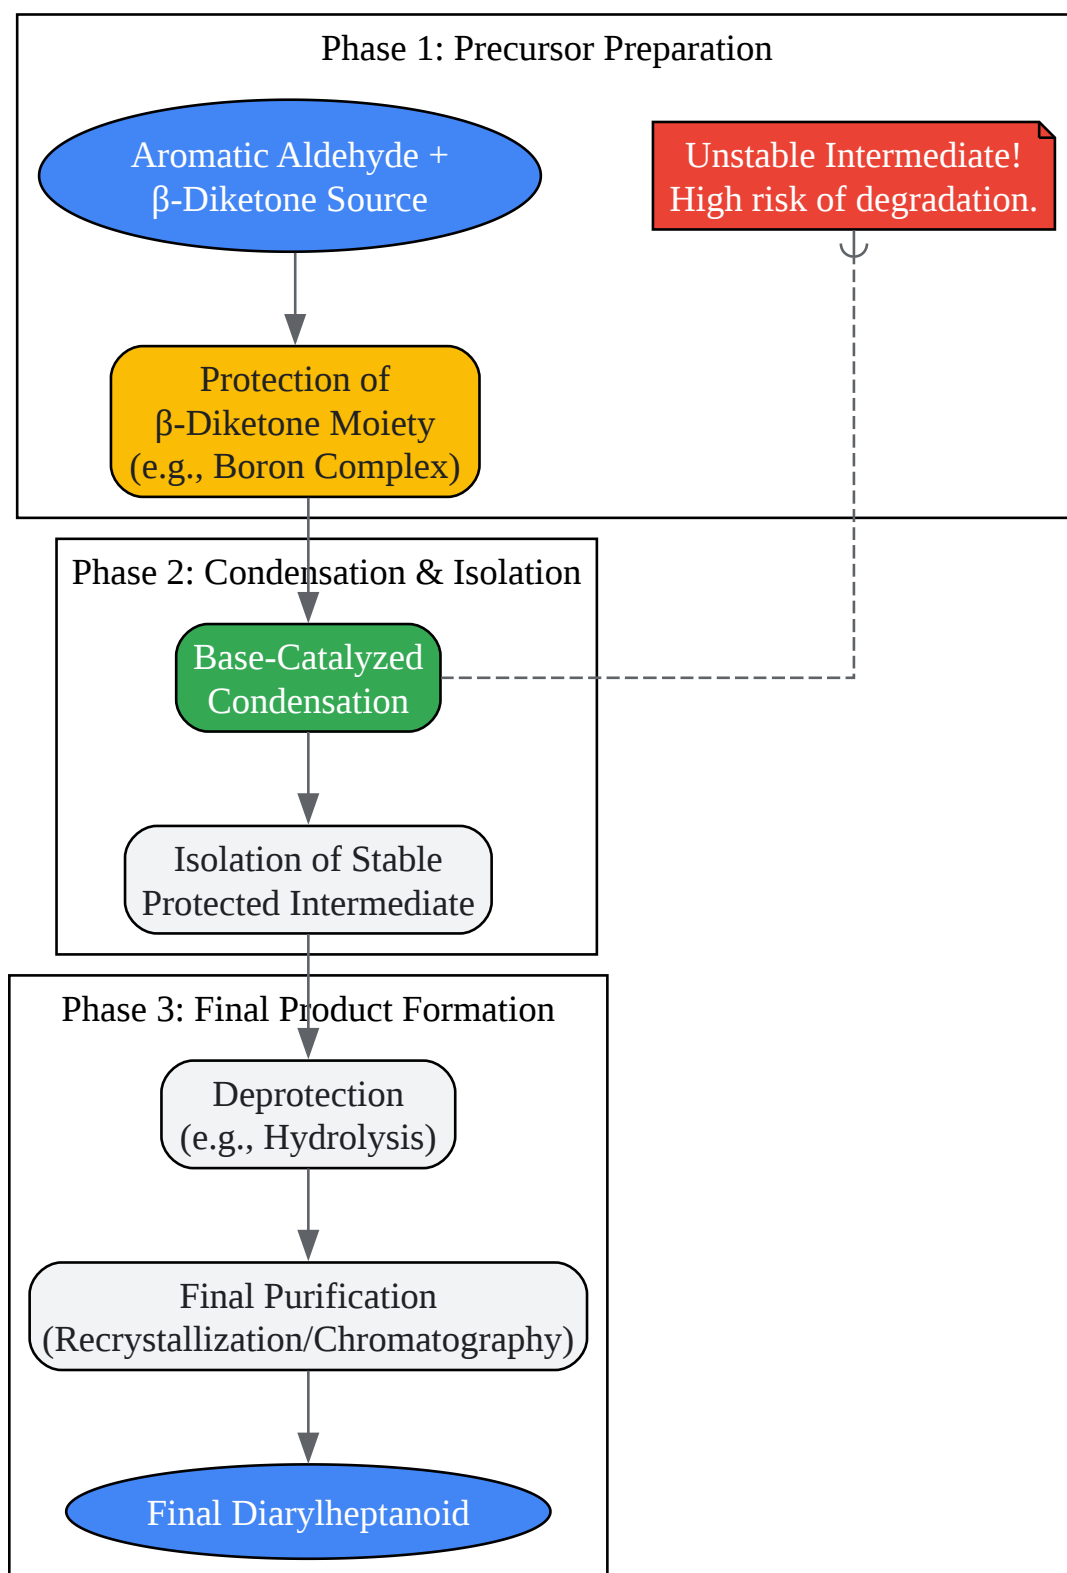 Phase 1: Precursor Preparation
Aromatic Aldehyde +
β-Diketone Source
Unstable Intermediate!
High risk of degradation.
Protection of
β-Diketone Moiety
(e.g., Boron Complex)
Phase 2: Condensation & Isolation
Base-Catalyzed
Condensation
Isolation of Stable
Protected Intermediate
Phase 3: Final Product Formation
Deprotection
(e.g., Hydrolysis)
Final Purification
(Recrystallization/Chromatography)
Final Diarylheptanoid